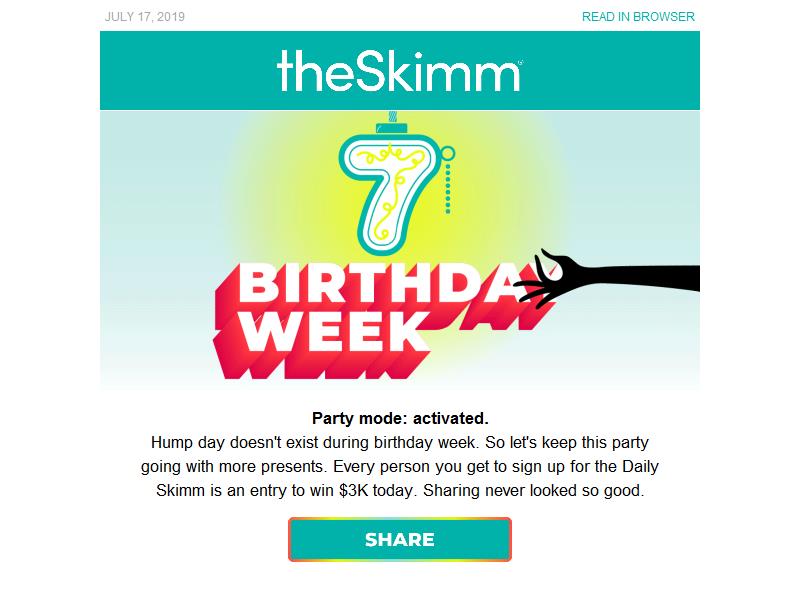 JULY 17, 2019
READ IN BROWSER
theSkimm®
7
BIRTHDAY
WEEK
Party mode: activated.
Hump day doesn't exist during birthday week. So let's keep this party
going with more presents. Every person you get to sign up for the Daily
Skimm is an entry to win $3K today. Sharing never looked so good.
SHARE